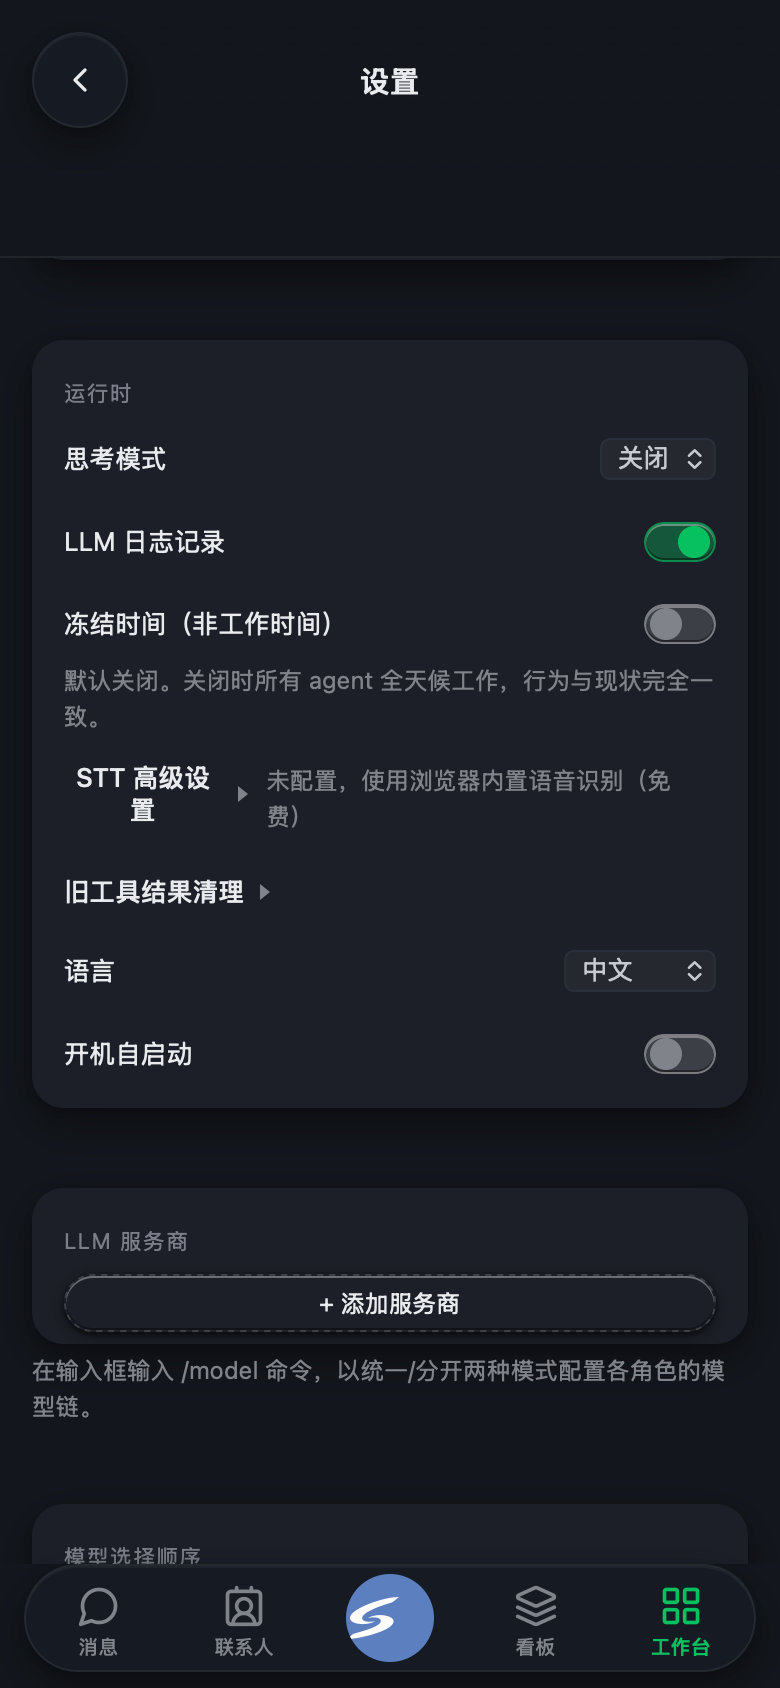 设置
运行时
思考模式
关闭
LLM 日志记录
冻结时间（非工作时间）
默认关闭。关闭时所有 agent 全天候工作，行为与现状完全一
致。
STT 高级设
置
未配置，使用浏览器内置语音识别（免
费）
旧工具结果清理
语言
中文
开机自启动
LLM 服务商
+ 添加服务商
在输入框输入 /model 命令，以统一/分开两种模式配置各角色的模
型链。
模型选择顺序
消息
联系人
看板
工作台